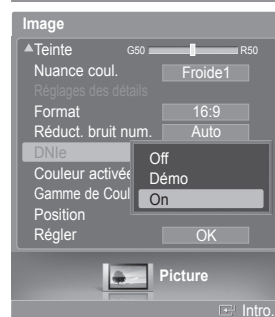 Image
▲Teinte G50 R50
Nuance coul. Froide1
Réglages des détails
Format 16:9
Réduct. bruit num. Auto
DNIe
Off
Couleur activée
Démo
Gamme de Coul
On
Position
Régler OK
Picture
Intro.